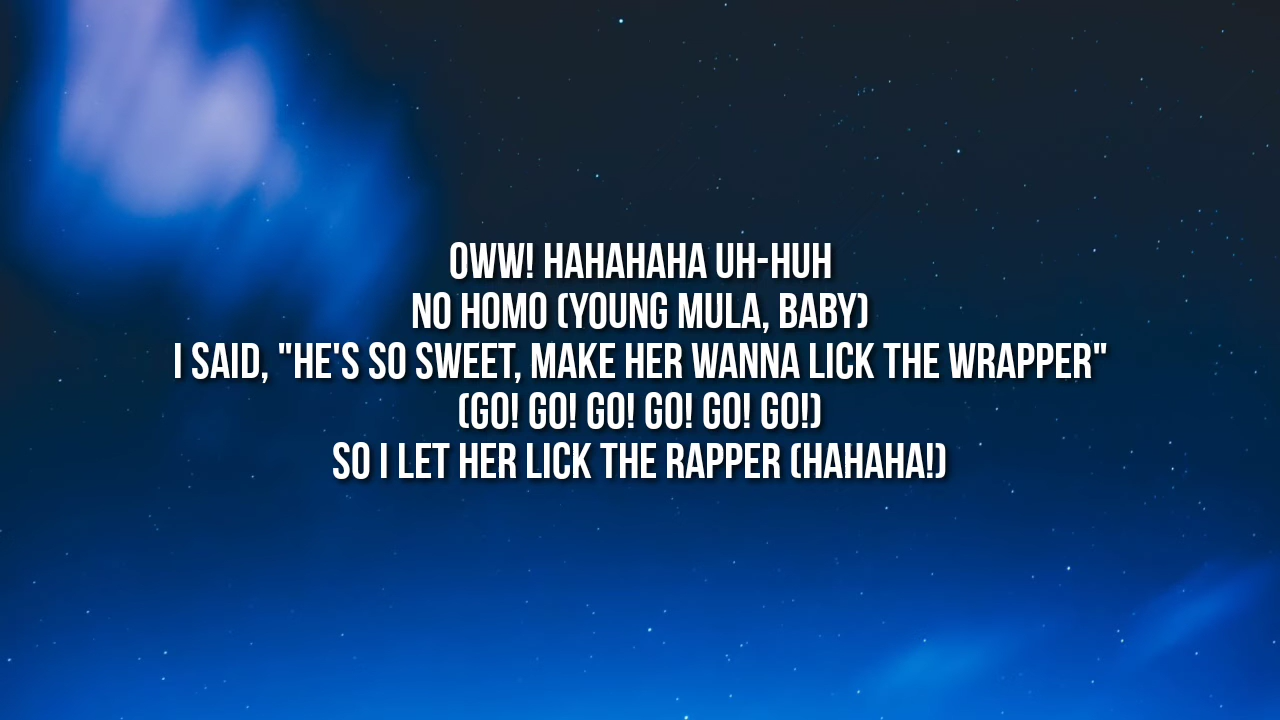 OWW! HAHAHAHA UH-HUH
NO HOMO (YOUNG MULA, BABY)
I SAID, "HE'S SO SWEET, MAKE HER WANNA LICK THE WRAPPER"
(GO! GO! GO! GO! GO! GO!)
SO I LET HER LICK THE RAPPER (HAHAHA!)